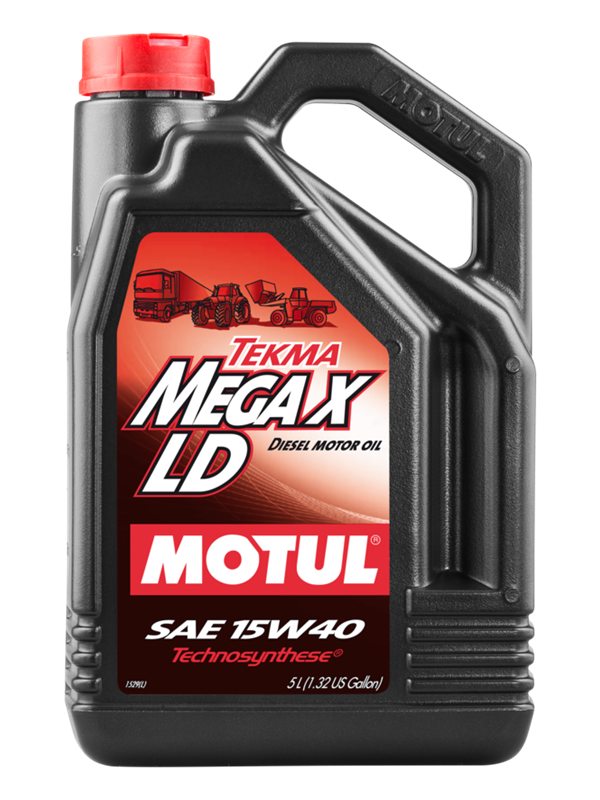 MOTUL
TEKMA
MEGA X
LD
DIESEL MOTOR OIL
MOTUL®
SAE 15W40
Technosynthese®
5 L (1.32 US Gallon)